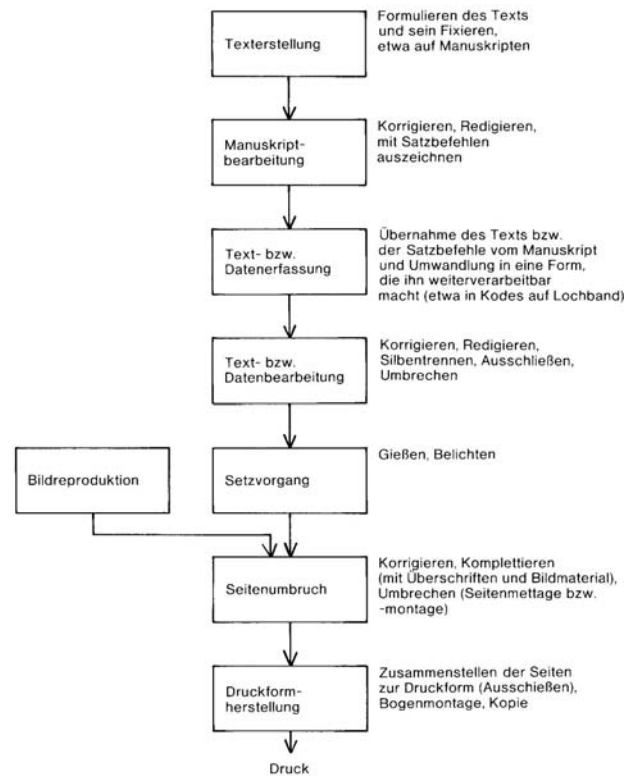 Texterstellung
Formulieren des Texts
und sein Fixieren,
etwa auf Manuskripten
Manuskript-
bearbeitung
Korrigieren, Redigieren,
mit Satzbefehlen
auszeichnen
Text- bzw.
Datenerfassung
Übernahme des Texts bzw.
der Satzbefehle vom Manuskript
und Umwandlung in eine Form,
die ihn weiterverarbeitbar
macht (etwa in Kodes auf Lochband)
Text- bzw.
Datenbearbeitung
Korrigieren, Redigieren,
Silbentrennen, Ausschließen,
Umbrechen
Bildreproduktion
Setzvorgang
Gießen, Belichten
Seitenumbruch
Korrigieren, Komplettieren
(mit Überschriften und Bildmaterial),
Umbrechen (Seitenmettage bzw.
-montage)
Druckform-
herstellung
Zusammenstellen der Seiten
zur Druckform (Ausschießen),
Bogenmontage, Kopie
Druck